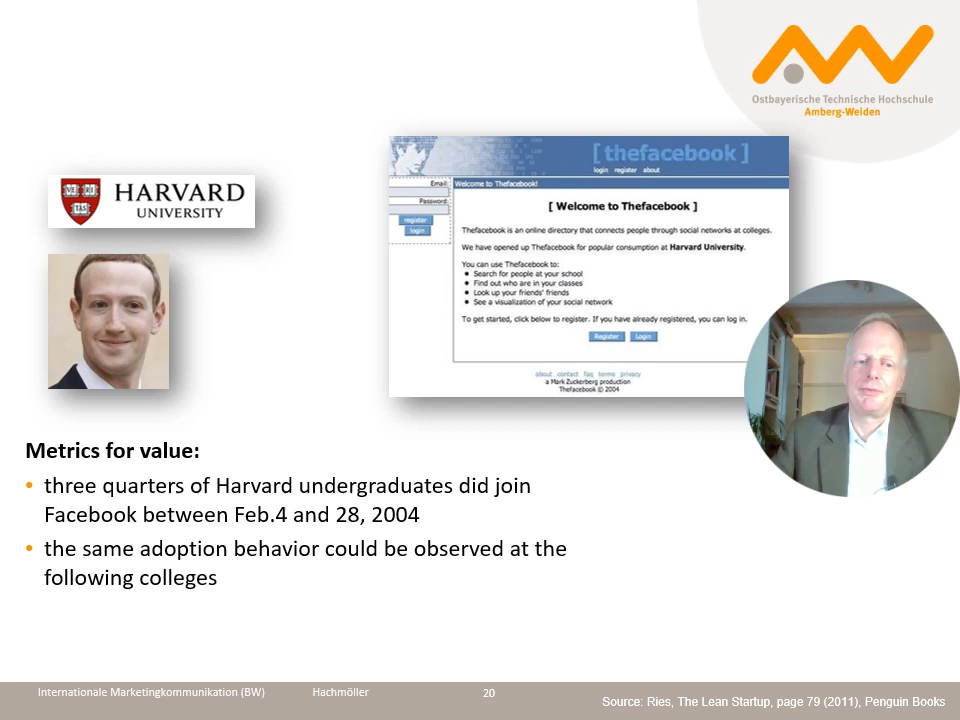 Ostbayerische Technische Hochschule
Amberg-Weiden
HARVARD
UNIVERSITY
[ thefacebook ]
login register about
Email:
Password:
register
login
Welcome to Thefacebook!
[ Welcome to Thefacebook ]
Thefacebook is an online directory that connects people through social networks at colleges.
We have opened up Thefacebook for popular consumption at Harvard University.
You can use Thefacebook to:
• Search for people at your school
• Find out who are in your classes
• Look up your friends' friends
• See a visualization of your social network
To get started, click below to register. If you have already registered, you can log in.
Register Login
about contact faq terms privacy
a Mark Zuckerberg production
Thefacebook © 2004
Metrics for value:
• three quarters of Harvard undergraduates did join
Facebook between Feb.4 and 28, 2004
• the same adoption behavior could be observed at the
following colleges
Internationale Marketingkommunikation (BW) Hachmöller 20
Source: Ries, The Lean Startup, page 79 (2011), Penguin Books